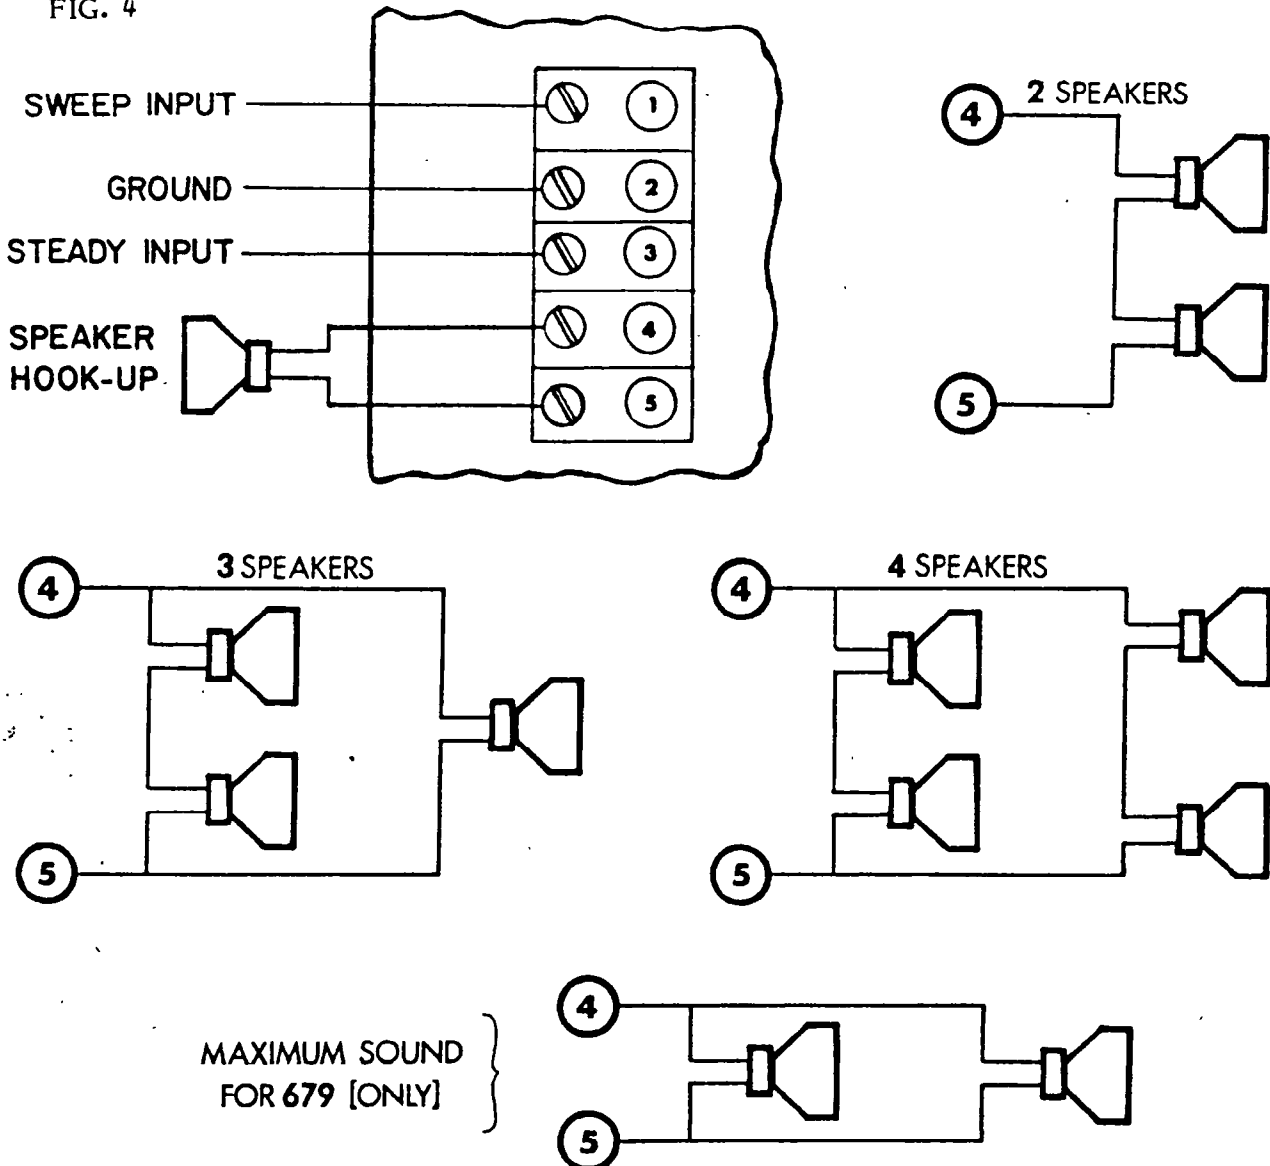 FIG. 4
SWEEP INPUT
1
GROUND
2
STEADY INPUT
3
SPEAKER
HOOK-UP
4
5
2 SPEAKERS
4
5
3 SPEAKERS
4
5
4 SPEAKERS
4
5
MAXIMUM SOUND
FOR 679 [ONLY]
4
5